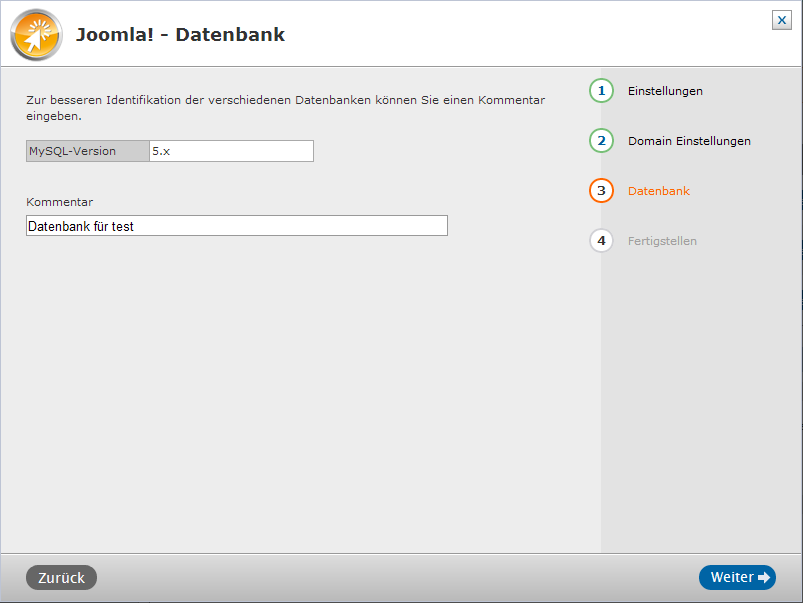 Joomla! - Datenbank
X
Zur besseren Identifikation der verschiedenen Datenbanken können Sie einen Kommentar
eingeben.
MySQL-Version 5.x
Kommentar
Datenbank für test
1 Einstellungen
2 Domain Einstellungen
3 Datenbank
4 Fertigstellen
Zurück
Weiter